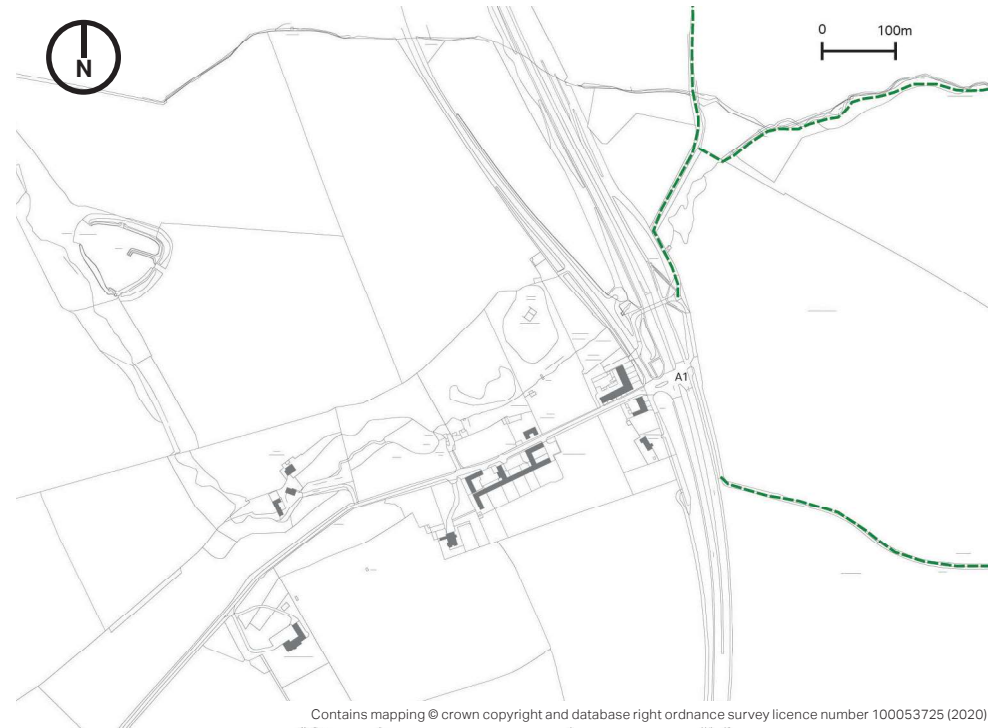 N
0 100m
A1
Contains mapping © crown copyright and database right ordnance survey licence number 100053725 (2020)